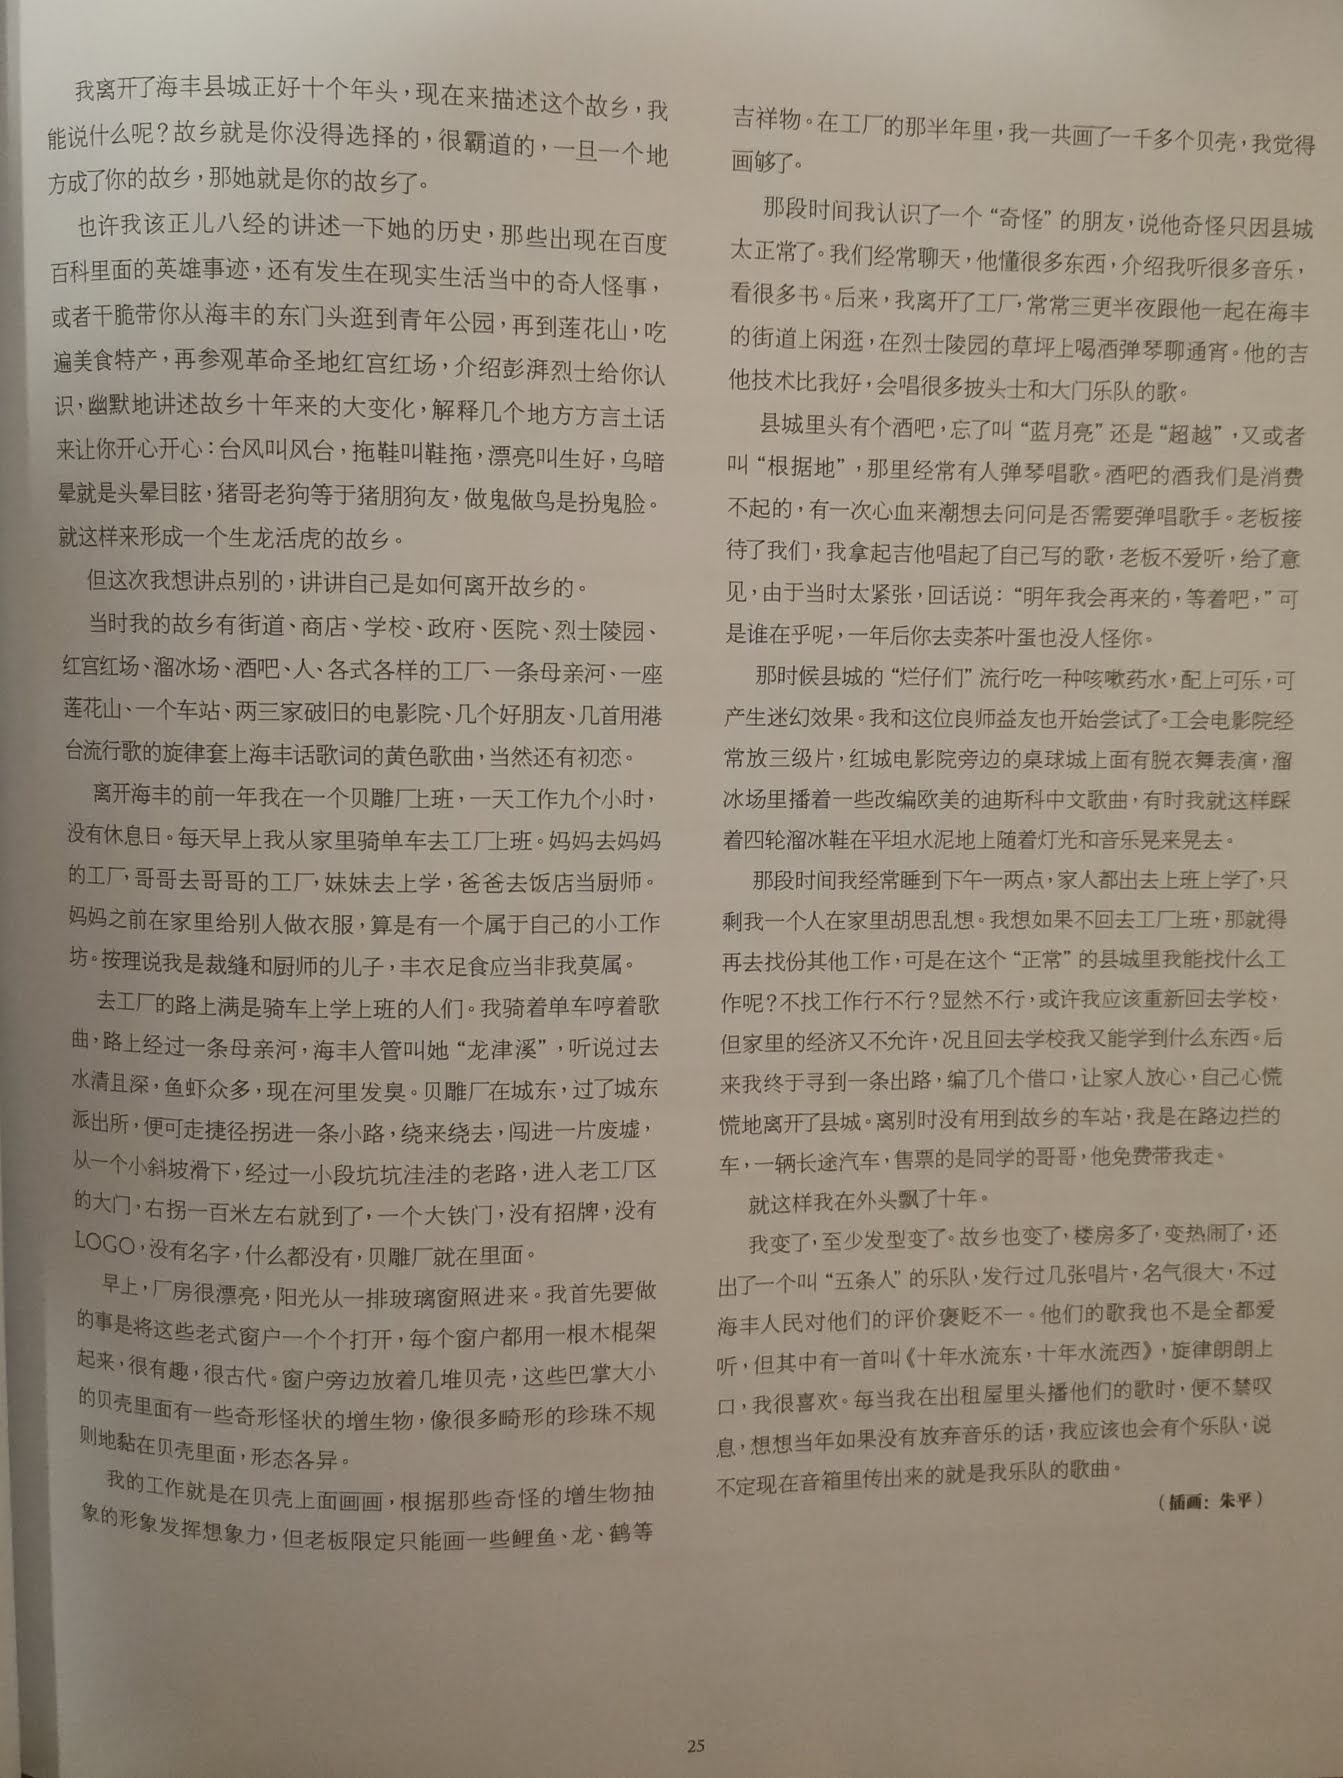 我离开了海丰县城正好十个年头，现在来描述这个故乡，我
能说什么呢？故乡就是你没得选择的，很霸道的，一旦一个地
方成了你的故乡，那她就是你的故乡了。
也许我该正儿八经的讲述一下她的历史，那些出现在百度
百科里面的英雄事迹，还有发生在现实生活当中的奇人怪事，
或者干脆带你从海丰的东门头逛到青年公园，再到莲花山，吃
遍美食特产，再参观革命圣地红宫红场，介绍彭湃烈士给你认
识，幽默地讲述故乡十年来的大变化，解释几个地方方言土话
来让你开心开心：台风叫风台，拖鞋叫鞋拖，漂亮叫生好，乌暗
晕就是头晕目眩，猪哥老狗等于猪朋狗友，做鬼做鸟是扮鬼脸。
就这样来形成一个生龙活虎的故乡。
但这次我想讲点别的，讲讲自己是如何离开故乡的。
当时我的故乡有街道、商店、学校、政府、医院、烈士陵园、
红宫红场、溜冰场、酒吧、人、各式各样的工厂、一条母亲河、一座
莲花山、一个车站、两三家破旧的电影院、几个好朋友、几首用港
台流行歌的旋律套上海丰话歌词的黄色歌曲，当然还有初恋。
离开海丰的前一年我在一个贝雕厂上班，一天工作九个小时，
没有休息日。每天早上我从家里骑单车去工厂上班。妈妈去妈妈
的工厂，哥哥去哥哥的工厂，妹妹去上学，爸爸去饭店当厨师。
妈妈之前在家里给别人做衣服，算是有一个属于自己的小工作
坊。按理说我是裁缝和厨师的儿子，丰衣足食应当非我莫属。
去工厂的路上满是骑车上学上班的人们。我骑着单车哼着歌
曲，路上经过一条母亲河，海丰人管叫她“龙津溪”，听说过去
水清且深，鱼虾众多，现在河里发臭。贝雕厂在城东，过了城东
派出所，便可走捷径拐进一条小路，绕来绕去，闯进一片废墟，
从一个小斜坡滑下，经过一小段坑坑洼洼的老路，进入老工厂区
的大门，右拐一百米左右就到了，一个大铁门，没有招牌，没有
LOGO，没有名字，什么都没有，贝雕厂就在里面。
早上，厂房很漂亮，阳光从一排玻璃窗照进来。我首先要做
的事是将这些老式窗户一个个打开，每个窗户都用一根木棍架
起来，很有趣，很古代。窗户旁边放着几堆贝壳，这些巴掌大小
的贝壳里面有一些奇形怪状的增生物，像很多畸形的珍珠不规
则地黏在贝壳里面，形态各异。
我的工作就是在贝壳上面画画，根据那些奇怪的增生物抽
象的形象发挥想象力，但老板限定只能画一些鲤鱼、龙、鹤等
吉祥物。在工厂的那半年里，我一共画了一千多个贝壳，我觉得
画够了。
那段时间我认识了一个“奇怪”的朋友，说他奇怪只因县城
太正常了。我们经常聊天，他懂很多东西，介绍我听很多音乐，
看很多书。后来，我离开了工厂，常常三更半夜跟他一起在海丰
的街道上闲逛，在烈士陵园的草坪上喝酒弹琴聊通宵。他的吉
他技术比我好，会唱很多披头士和大门乐队的歌。
县城里头有个酒吧，忘了叫“蓝月亮”还是“超越”，又或者
叫“根据地”，那里经常有人弹琴唱歌。酒吧的酒我们是消费
不起的，有一次心血来潮想去问问是否需要弹唱歌手。老板接
待了我们，我拿起吉他唱起了自己写的歌，老板不爱听，给了意
见，由于当时太紧张，回话说：“明年我会再来的，等着吧，”可
是谁在乎呢，一年后你去卖茶叶蛋也没人怪你。
那时候县城的“烂仔们”流行吃一种咳嗽药水，配上可乐，可
产生迷幻效果。我和这位良师益友也开始尝试了。工会电影院经
常放三级片，红城电影院旁边的桌球城上面有脱衣舞表演，溜
冰场里播着一些改编欧美的迪斯科中文歌曲，有时我就这样踩
着四轮溜冰鞋在平坦水泥地上随着灯光和音乐晃来晃去。
那段时间我经常睡到下午一两点，家人都出去上班上学了，只
剩我一个人在家里胡思乱想。我想如果不回去工厂上班，那就得
再去找份其他工作，可是在这个“正常”的县城里我能找什么工
作呢？不找工作行不行？显然不行，或许我应该重新回去学校，
但家里的经济又不允许，况且回去学校我又能学到什么东西。后
来我终于寻到一条出路，编了几个借口，让家人放心，自己心慌
慌地离开了县城。离别时没有用到故乡的车站，我是在路边拦的
车，一辆长途汽车，售票的是同学的哥哥，他免费带我走。
就这样我在外头飘了十年。
我变了，至少发型变了。故乡也变了，楼房多了，变热闹了，还
出了一个叫“五条人”的乐队，发行过几张唱片，名气很大，不过
海丰人民对他们的评价褒贬不一。他们的歌我也不是全都爱
听，但其中有一首叫《十年水流东，十年水流西》，旋律朗朗上
口，我很喜欢。每当我在出租屋里头播他们的歌时，便不禁叹
息，想想当年如果没有放弃音乐的话，我应该也会有个乐队，说
不定现在音箱里传出来的就是我乐队的歌曲。
（插画：朱平）
25